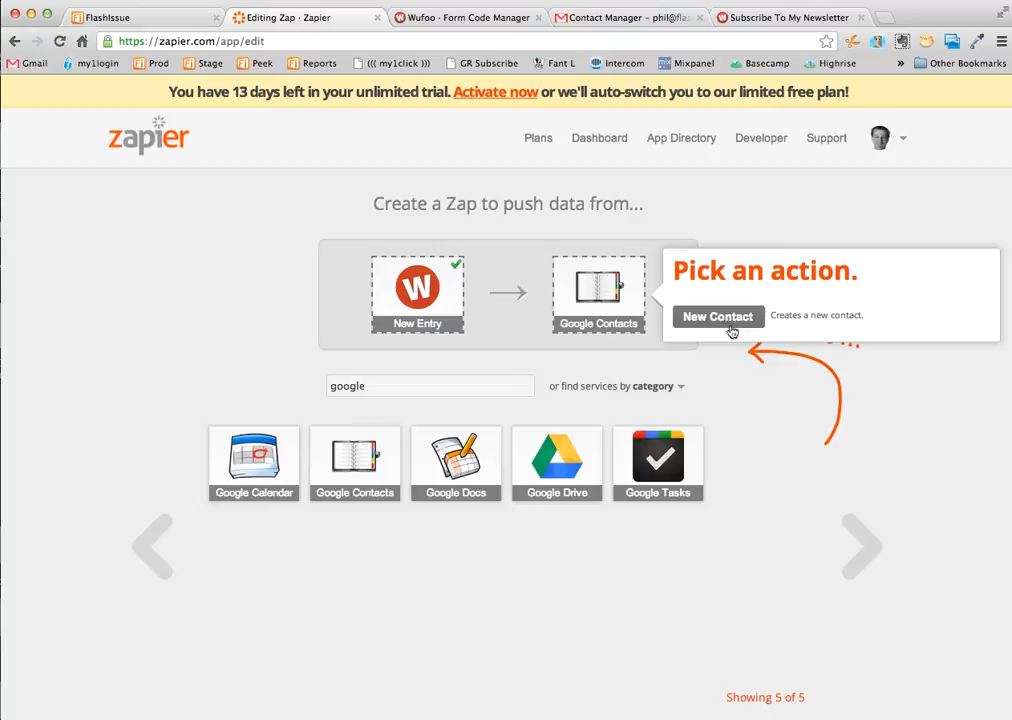 FlashIssue
Editing Zap - Zapier
Wufoo · Form Code Manager
Contact Manager – phil@fla
Subscribe To My Newsletter
https://zapier.com/app/edit
Gmail
my1login
Prod
Stage
Peek
Reports
((( my1click )))
GR Subscribe
Fant L
Intercom
Mixpanel
Basecamp
Highrise
»
Other Bookmarks
You have 13 days left in your unlimited trial. Activate now or we'll auto-switch you to our limited free plan!
zapier
Plans
Dashboard
App Directory
Developer
Support
Create a Zap to push data from...
New Entry
Google Contacts
Pick an action.
New Contact
Creates a new contact.
google
or find services by category
Google Calendar
Google Contacts
Google Docs
Google Drive
Google Tasks
Showing 5 of 5